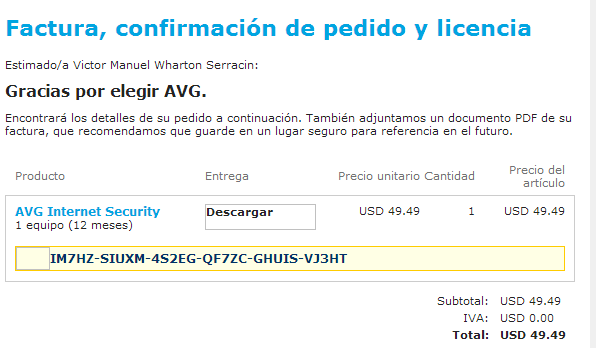 Factura, confirmación de pedido y licencia
Estimado/a Victor Manuel Wharton Serracin:
Gracias por elegir AVG.
Encontrará los detalles de su pedido a continuación. También adjuntamos un documento PDF de su
factura, que recomendamos que guarde en un lugar seguro para referencia en el futuro.
Producto Entrega Precio unitario Cantidad Precio del
artículo
AVG Internet Security Descargar USD 49.49 1 USD 49.49
1 equipo (12 meses)
IM7HZ-SIUXM-4S2EG-QF7ZC-GHUIS-VJ3HT
Subtotal: USD 49.49
IVA: USD 0.00
Total: USD 49.49